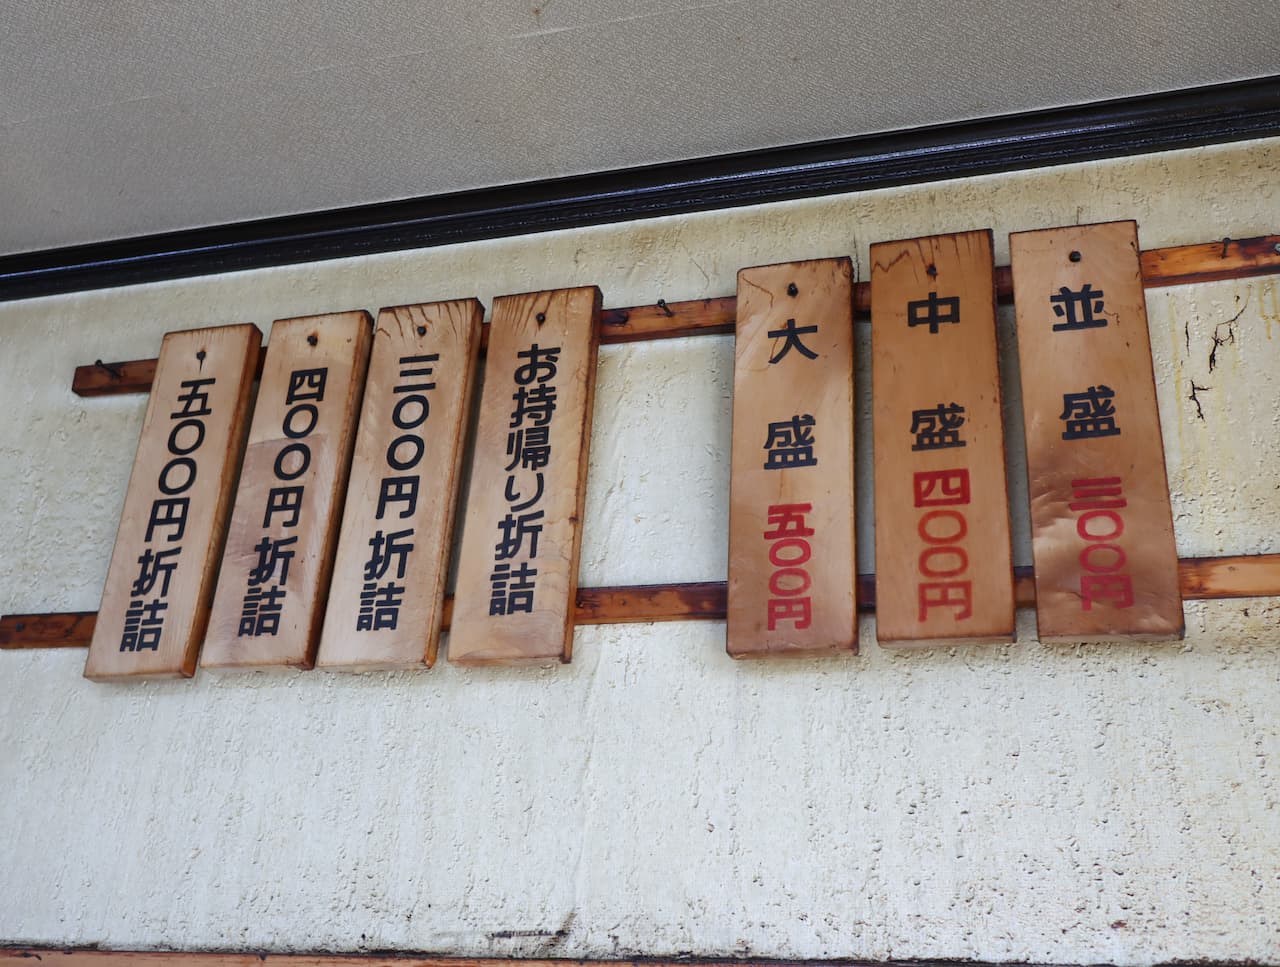 並盛 三〇〇円
中盛 四〇〇円
大盛 五〇〇円
お持帰り折詰
三〇〇円折詰
四〇〇円折詰
五〇〇円折詰